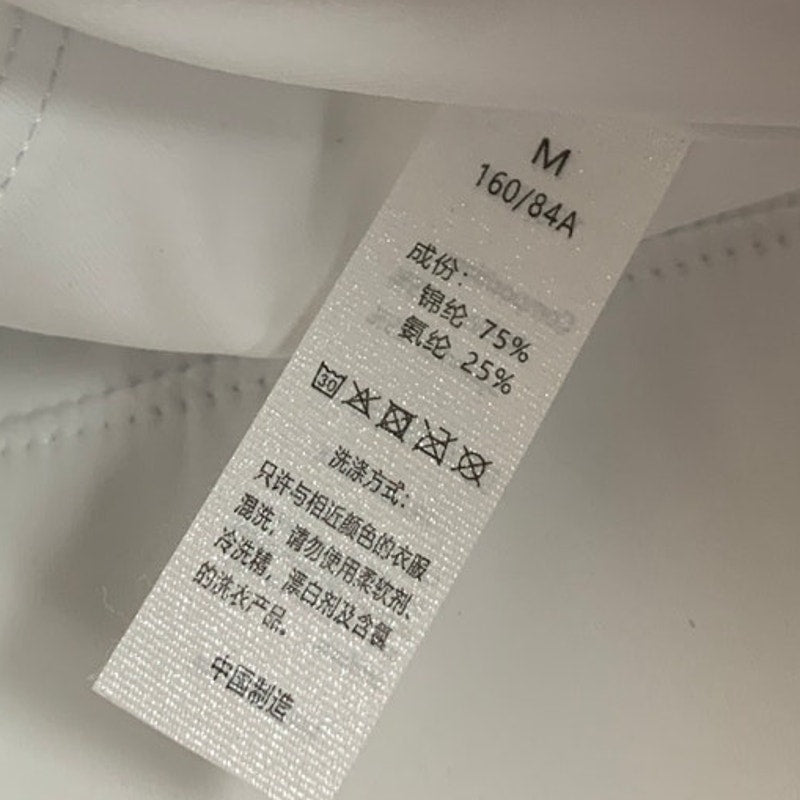 M
160/84A
成份：
锦纶 75%
氨纶 25%
30
洗涤方式：
只许与相近颜色的衣服
混洗，请勿使用柔软剂、
冷洗精，漂白剂及含氯
的洗衣产品。
中国制造